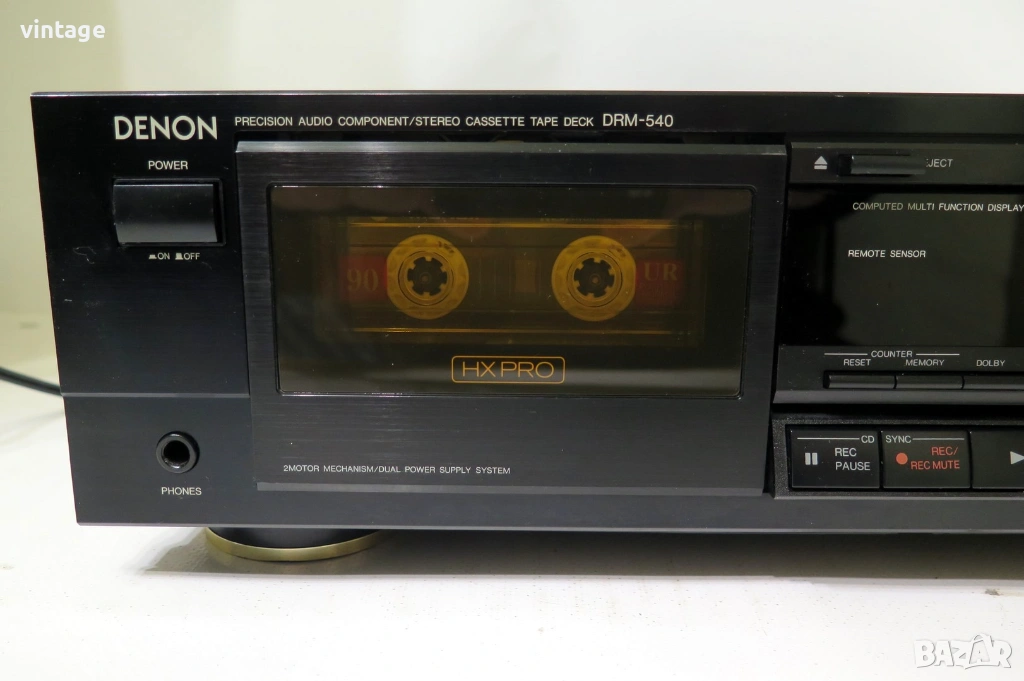 vintage
DENON PRECISION AUDIO COMPONENT/STEREO CASSETTE TAPE DECK DRM-540
POWER
ON OFF
90 UR
HX PRO
2MOTOR MECHANISM/DUAL POWER SUPPLY SYSTEM
PHONES
JECT
COMPUTED MULTI FUNCTION DISPLAY
REMOTE SENSOR
COUNTER
RESET MEMORY DOLBY
CD SYNC
REC PAUSE
REC/ REC MUTE
BAZAR